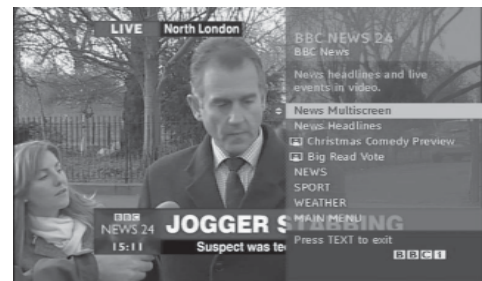 LIVE North London
BBC NEWS 24
BBC News
News headlines and live
events in video.
News Multiscreen
News Headlines
Christmas Comedy Preview
Big Read Vote
NEWS
SPORT
WEATHER
MAIN MENU
Press TEXT to exit
BBCi
BBC
NEWS 24
15:11
JOGGER STABBING
Suspect was